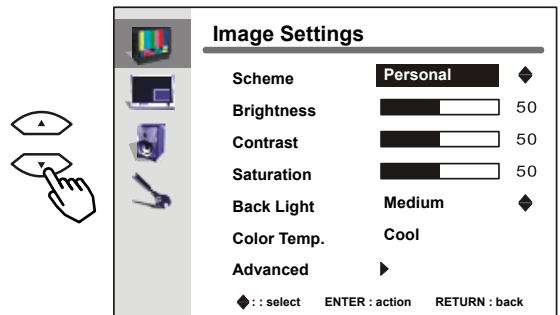 Image Settings
Scheme Personal
Brightness 50
Contrast 50
Saturation 50
Back Light Medium
Color Temp. Cool
Advanced
: : select ENTER : action RETURN : back